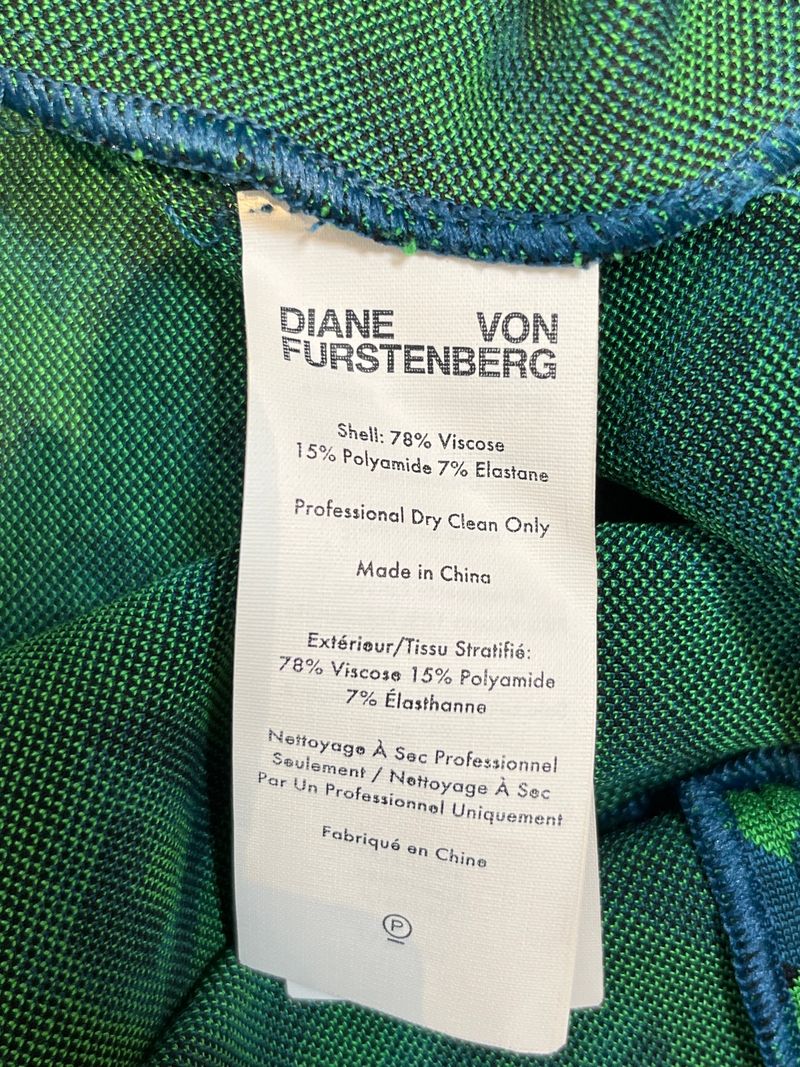 DIANE VON
FURSTENBERG
Shell: 78% Viscose
15% Polyamide 7% Elastane
Professional Dry Clean Only
Made in China
Extérieur/Tissu Stratifié:
78% Viscose 15% Polyamide
7% Élasthanne
Nettoyage À Sec Professionnel
Seulement / Nettoyage À Sec
Par Un Professionnel Uniquement
Fabriqué en Chine
P